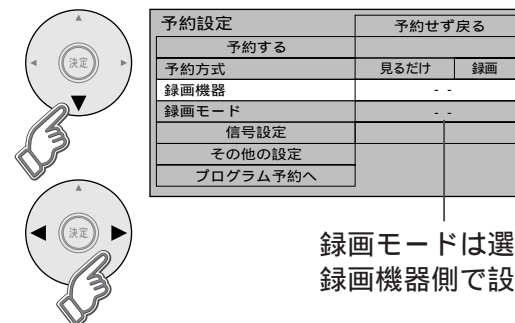 決定
予約設定
予約せず戻る
予約する
予約方式
見るだけ
録画
録画機器
- -
録画モード
- -
信号設定
その他の設定
プログラム予約へ
決定
録画モードは選
録画機器側で設